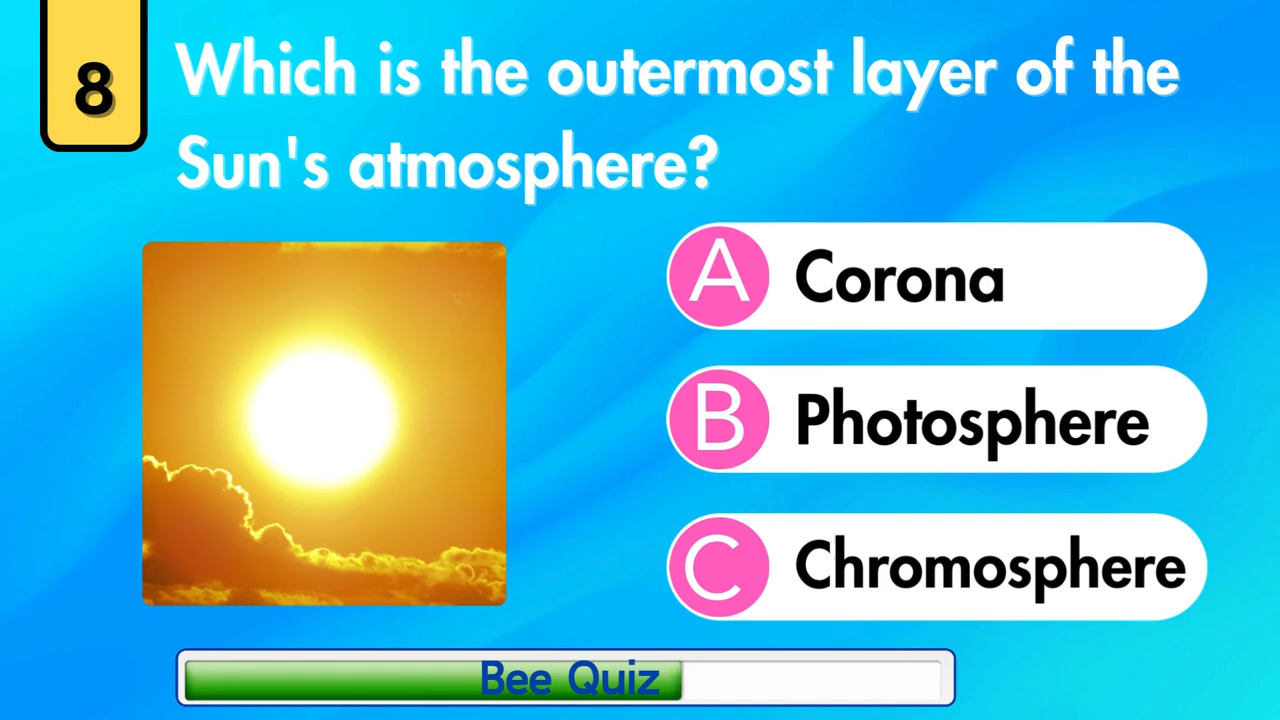 8
Which is the outermost layer of the
Sun's atmosphere?
A Corona
B Photosphere
C Chromosphere
Bee Quiz